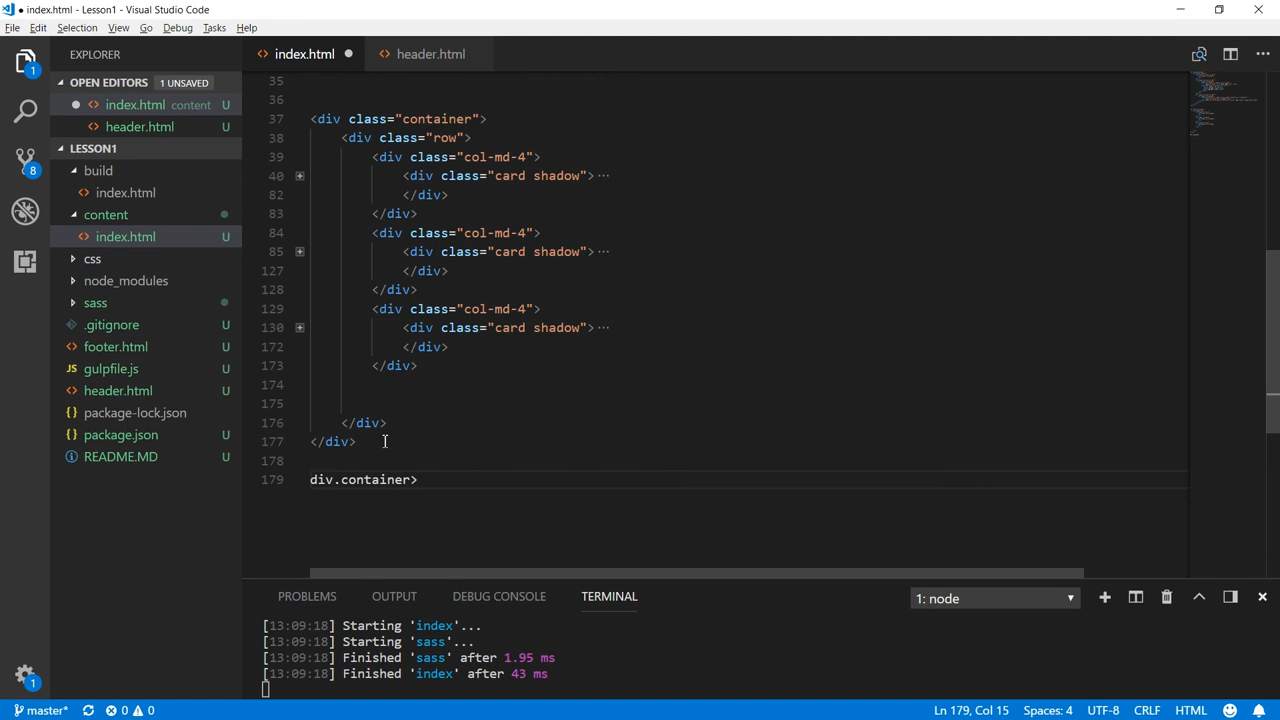 ● index.html - Lesson1 - Visual Studio Code
File Edit Selection View Go Debug Tasks Help
EXPLORER
OPEN EDITORS 1 UNSAVED
● index.html content U
header.html U
LESSON1
build
index.html
content
index.html U
css
node_modules
sass
.gitignore U
footer.html U
JS gulpfile.js U
header.html U
{} package-lock.json
{} package.json U
README.MD U
1
8
1
index.html ● header.html
35
36
37 <div class="container">
38 <div class="row">
39 <div class="col-md-4">
40 <div class="card shadow">···
82 </div>
83 </div>
84 <div class="col-md-4">
85 <div class="card shadow">···
127 </div>
128 </div>
129 <div class="col-md-4">
130 <div class="card shadow">···
172 </div>
173 </div>
174
175
176 </div>
177 </div>
178
179 div.container>
PROBLEMS OUTPUT DEBUG CONSOLE TERMINAL 1: node
[13:09:18] Starting 'index'...
[13:09:18] Starting 'sass'...
[13:09:18] Finished 'sass' after 1.95 ms
[13:09:18] Finished 'index' after 43 ms
master* 0 0 Ln 179, Col 15 Spaces: 4 UTF-8 CRLF HTML